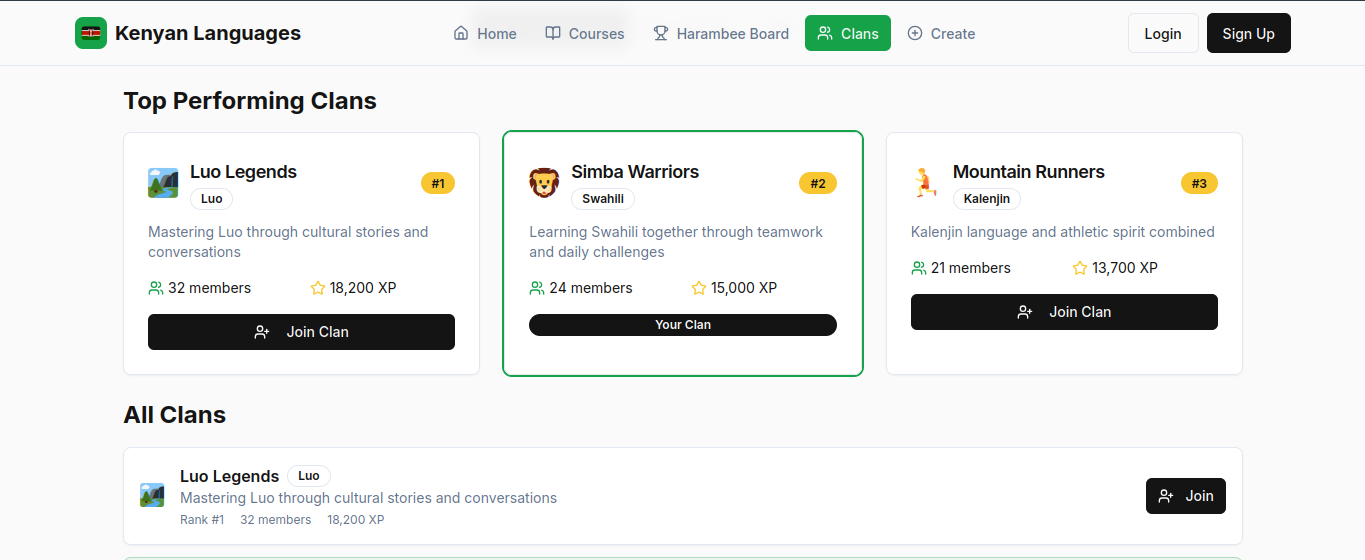 Kenyan Languages
Home
Courses
Harambee Board
Clans
Create
Login
Sign Up
Top Performing Clans
Luo Legends
Luo
#1
Mastering Luo through cultural stories and
conversations
32 members
18,200 XP
Join Clan
Simba Warriors
Swahili
#2
Learning Swahili together through teamwork
and daily challenges
24 members
15,000 XP
Your Clan
Mountain Runners
Kalenjin
#3
Kalenjin language and athletic spirit combined
21 members
13,700 XP
Join Clan
All Clans
Luo Legends
Luo
Mastering Luo through cultural stories and conversations
Rank #1
32 members
18,200 XP
Join